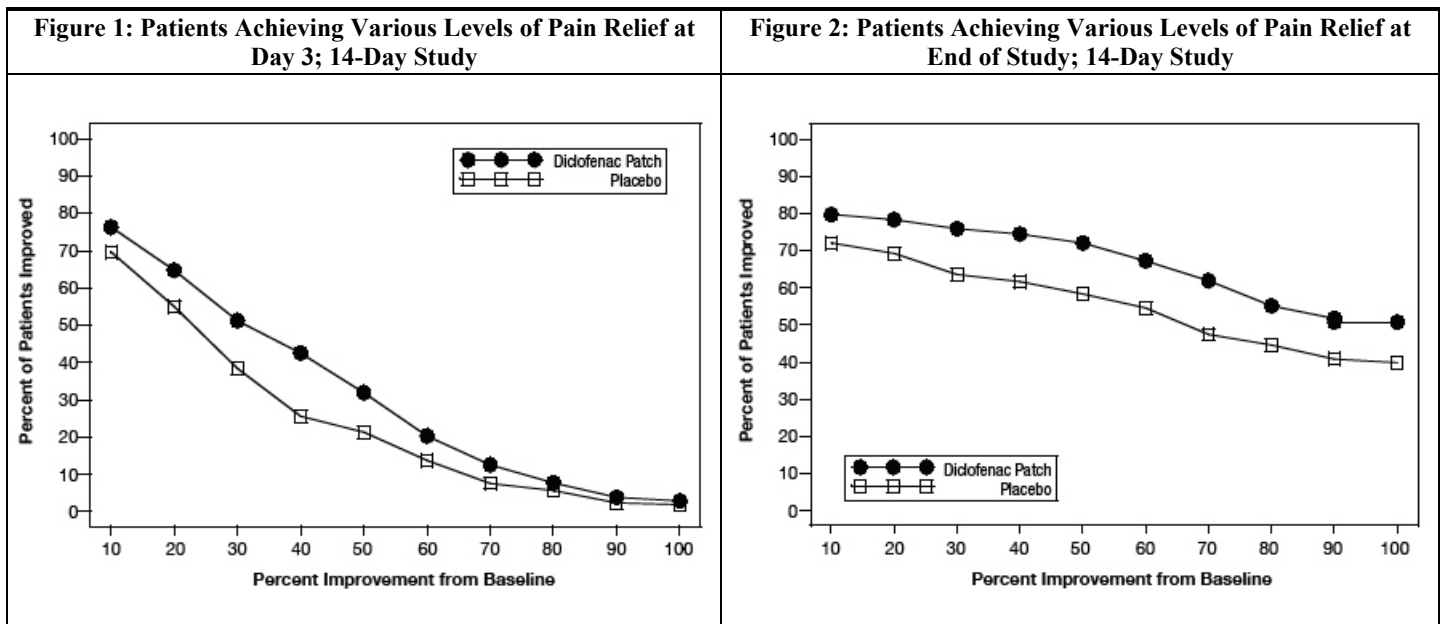 Figure 1: Patients Achieving Various Levels of Pain Relief at
Day 3; 14-Day Study
Percent of Patients Improved
100
90
80
70
60
50
40
30
20
10
0
Diclofenac Patch
Placebo
10 20 30 40 50 60 70 80 90 100
Percent Improvement from Baseline
Figure 2: Patients Achieving Various Levels of Pain Relief at
End of Study; 14-Day Study
Percent of Patients Improved
100
90
80
70
60
50
40
30
20
10
0
Diclofenac Patch
Placebo
10 20 30 40 50 60 70 80 90 100
Percent Improvement from Baseline